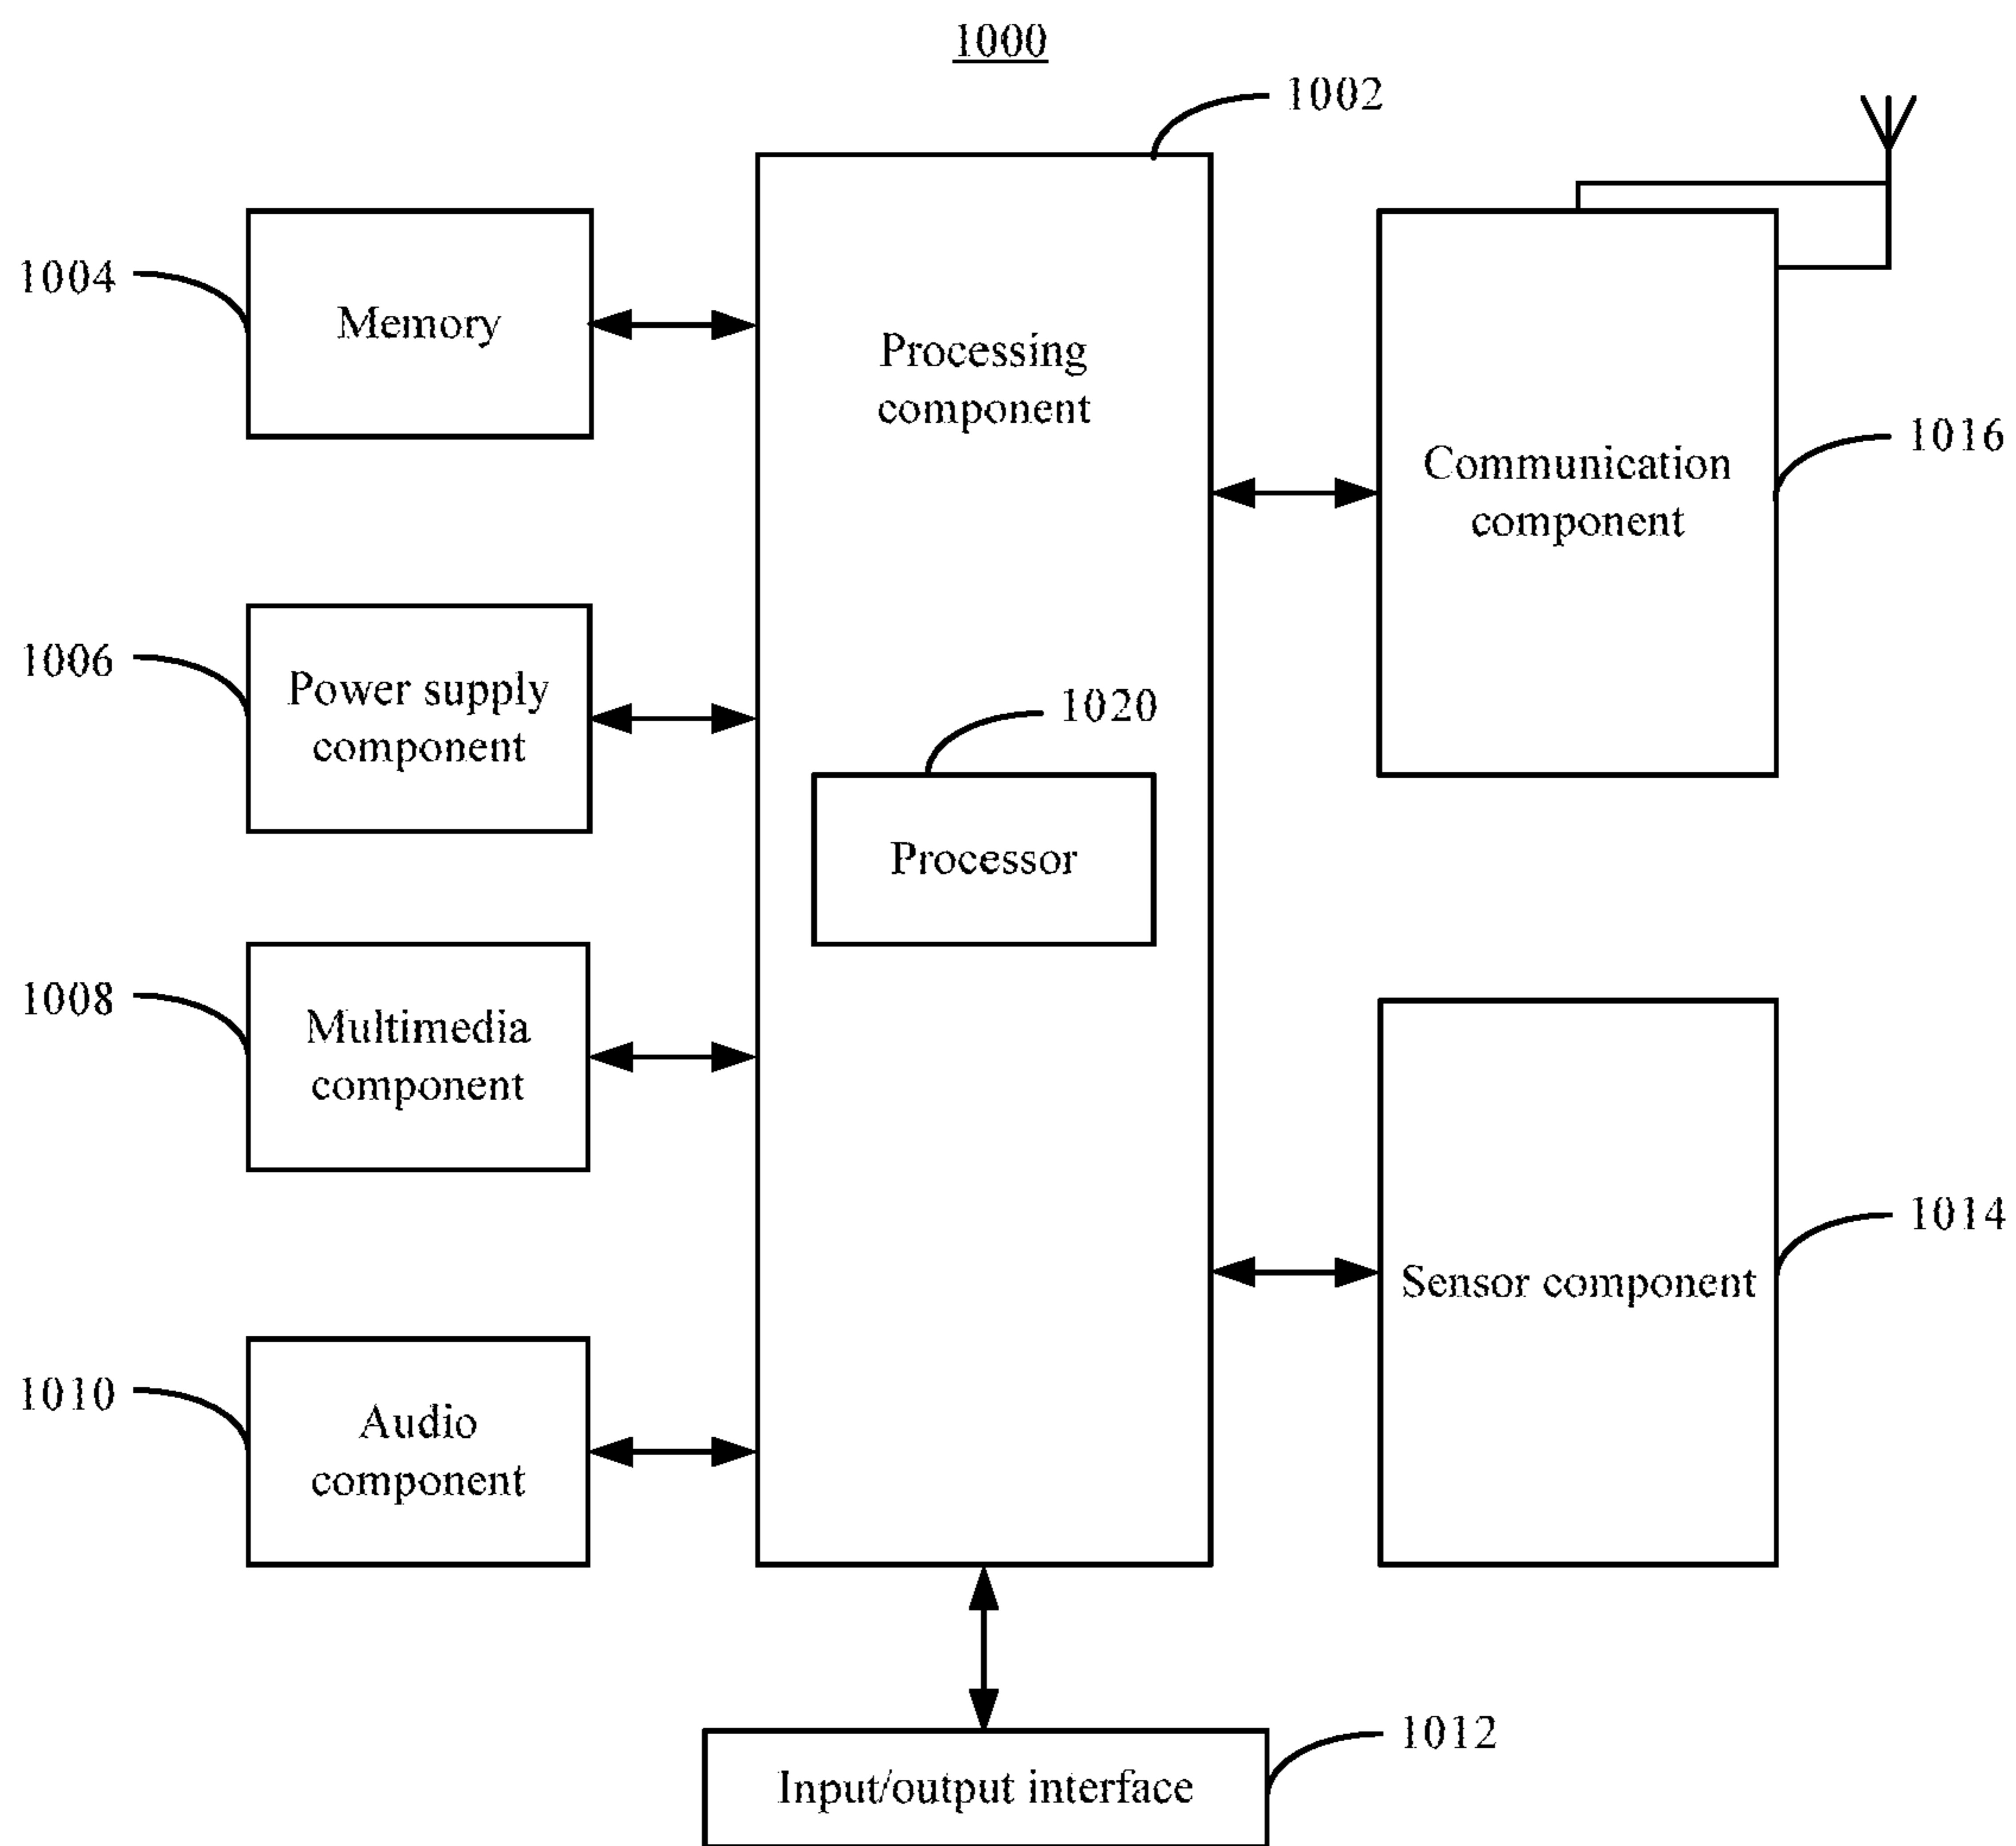 1000
1002
1004
Memory
Processing
component
Communication
component
1016
1006
Power supply
component
1020
Processor
1008
Multimedia
component
1014
Sensor component
1010
Audio
component
1012
Input/output interface